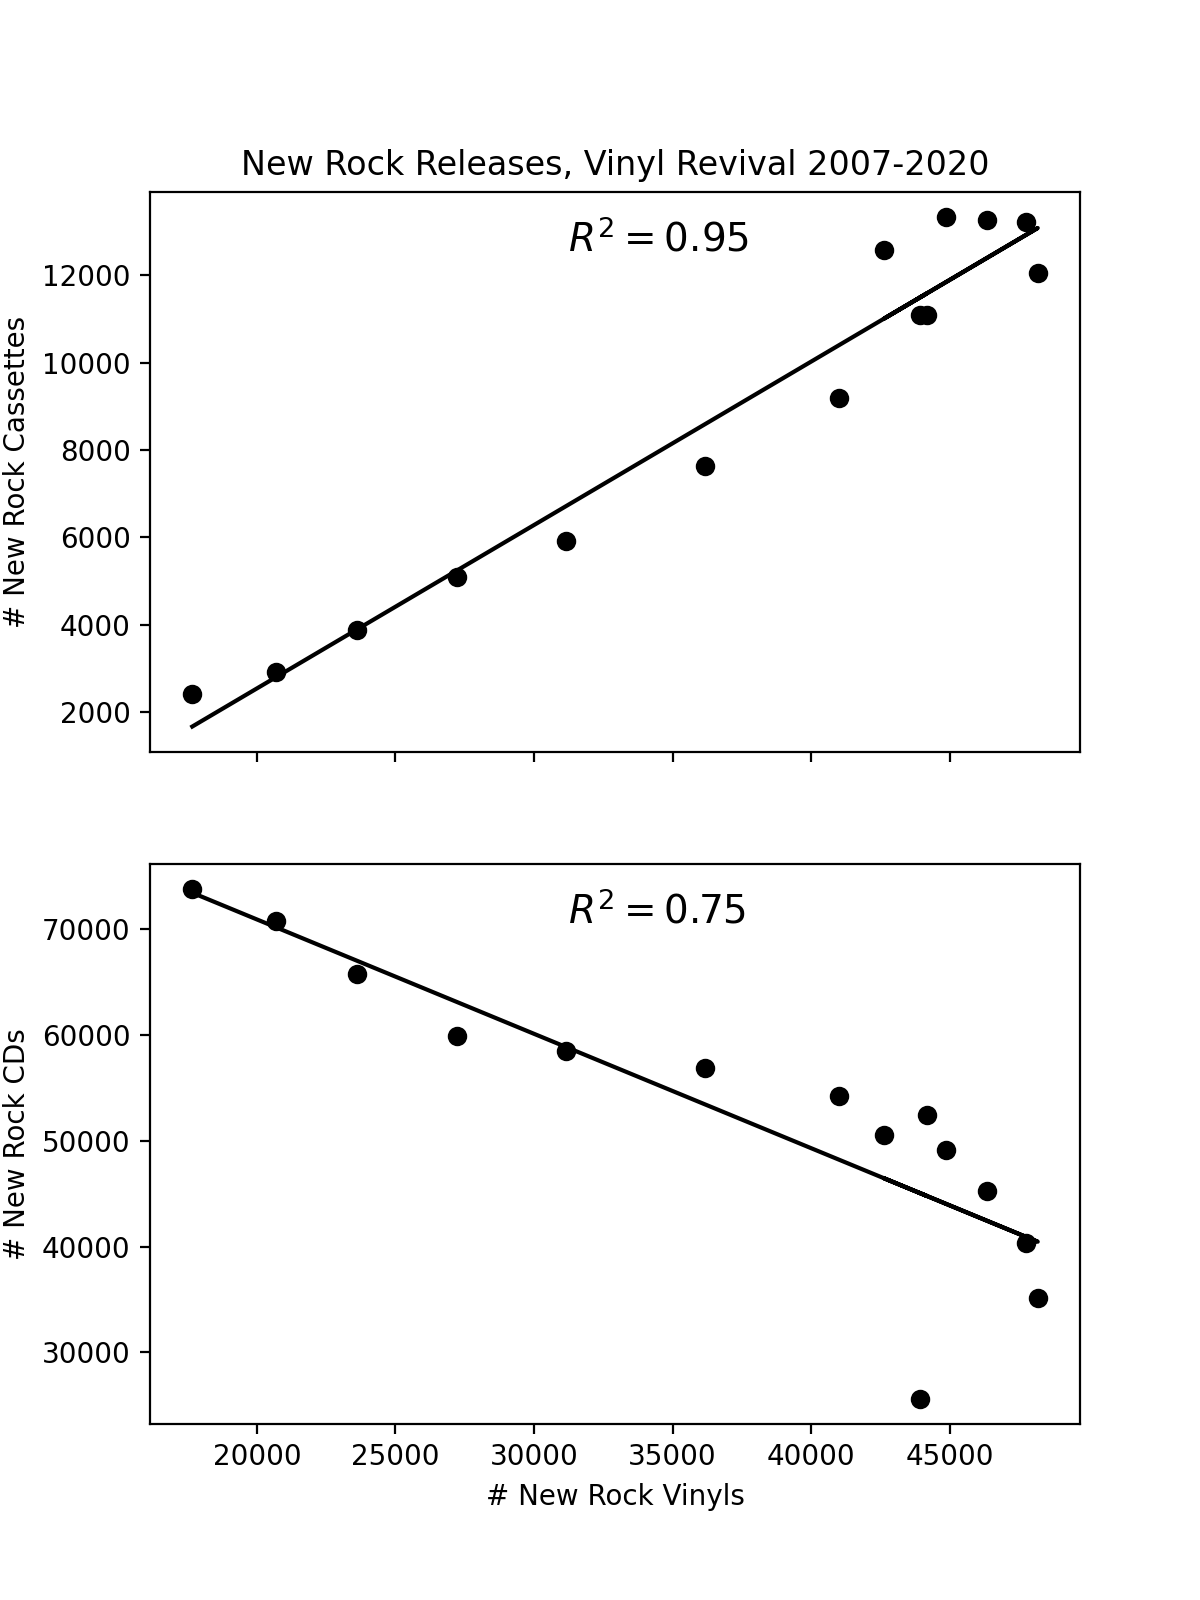 New Rock Releases, Vinyl Revival 2007-2020
R² = 0.95
12000
10000
8000
6000
4000
2000
# New Rock Cassettes
R² = 0.75
70000
60000
50000
40000
30000
# New Rock CDs
20000 25000 30000 35000 40000 45000
# New Rock Vinyls